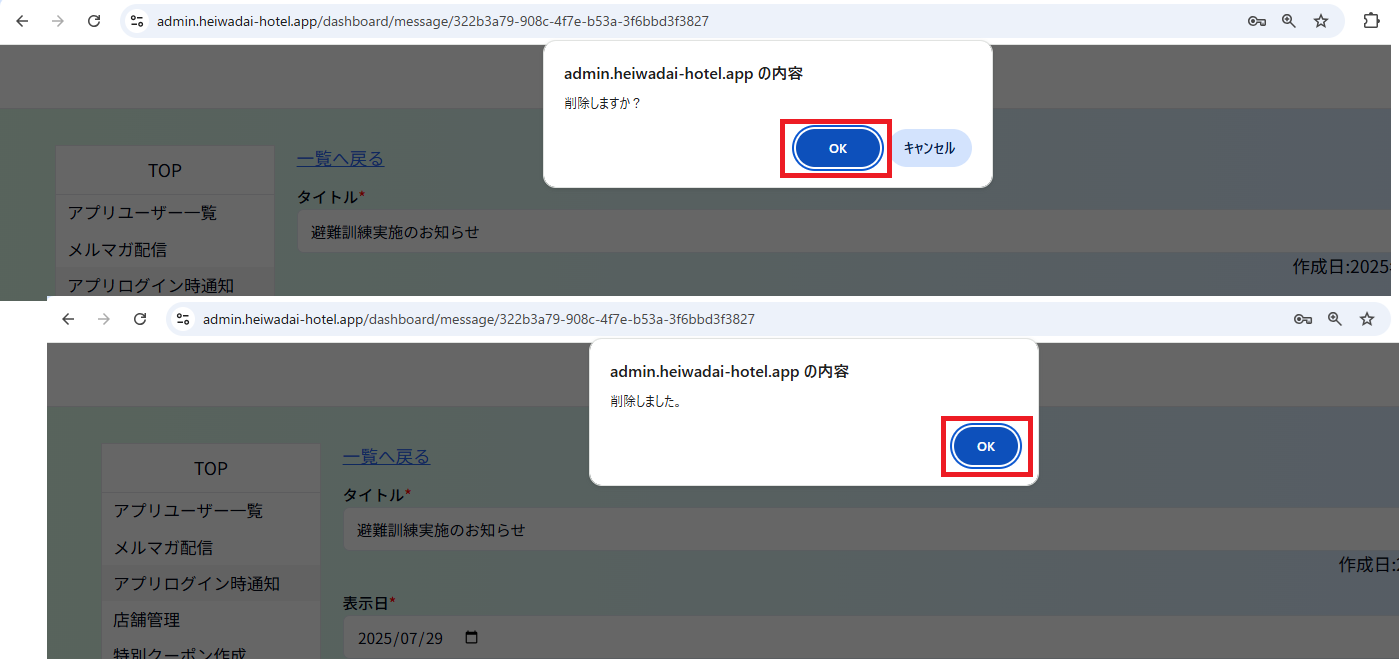 admin.heiwadai-hotel.app/dashboard/message/322b3a79-908c-4f7e-b53a-3f6bbd3f3827
admin.heiwadai-hotel.app の内容
削除しますか？
OK
キャンセル
TOP
アプリユーザー一覧
メルマガ配信
アプリログイン時通知
一覧へ戻る
タイトル*
避難訓練実施のお知らせ
作成日:2025
admin.heiwadai-hotel.app/dashboard/message/322b3a79-908c-4f7e-b53a-3f6bbd3f3827
admin.heiwadai-hotel.app の内容
削除しました。
OK
TOP
アプリユーザー一覧
メルマガ配信
アプリログイン時通知
店舗管理
特別クーポン作成
一覧へ戻る
タイトル*
避難訓練実施のお知らせ
作成日:
表示日*
2025/07/29